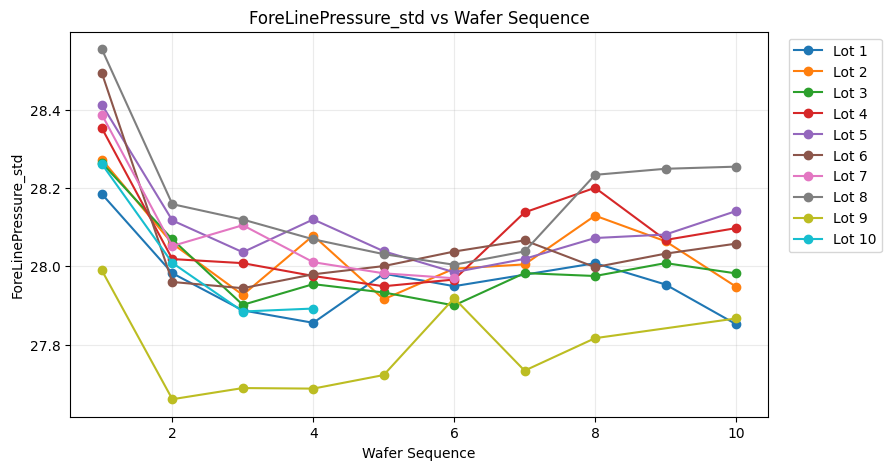 ForeLinePressure_std vs Wafer Sequence
ForeLinePressure_std
28.4
28.2
28.0
27.8
2
4
6
8
10
Wafer Sequence
Lot 1
Lot 2
Lot 3
Lot 4
Lot 5
Lot 6
Lot 7
Lot 8
Lot 9
Lot 10